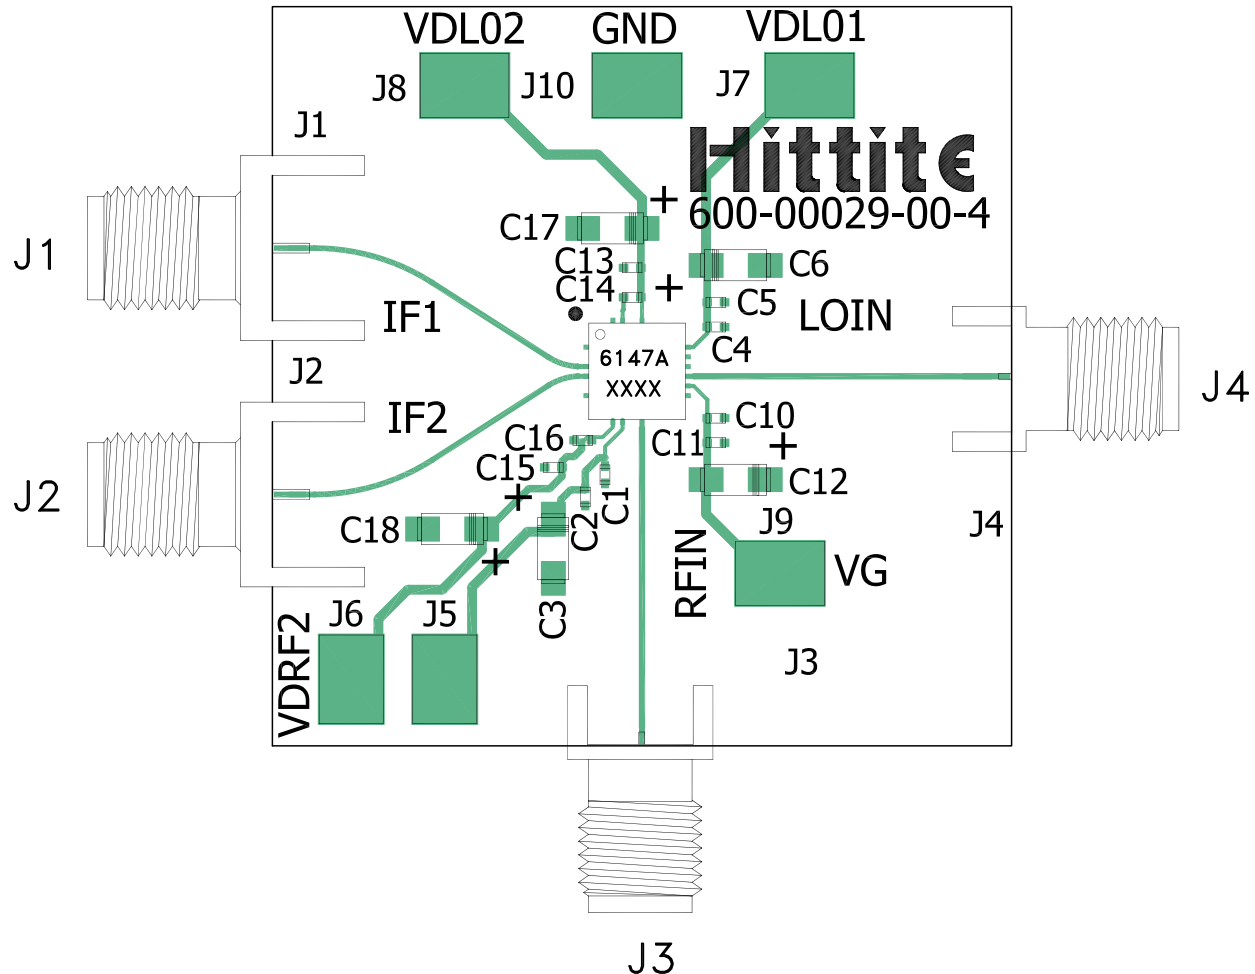 VDL02
GND
VDL01
J8
J10
J7
J1
Hittite
600-00029-00-4
C17
C13
C14
C6
C5
C4
LOIN
J1
IF1
6147A
XXXX
J2
IF2
J4
C10
C11
C12
C16
C15
C1
C2
C18
C3
J2
J9
J4
RFIN
VG
J6
J5
VDRF2
J3
J3